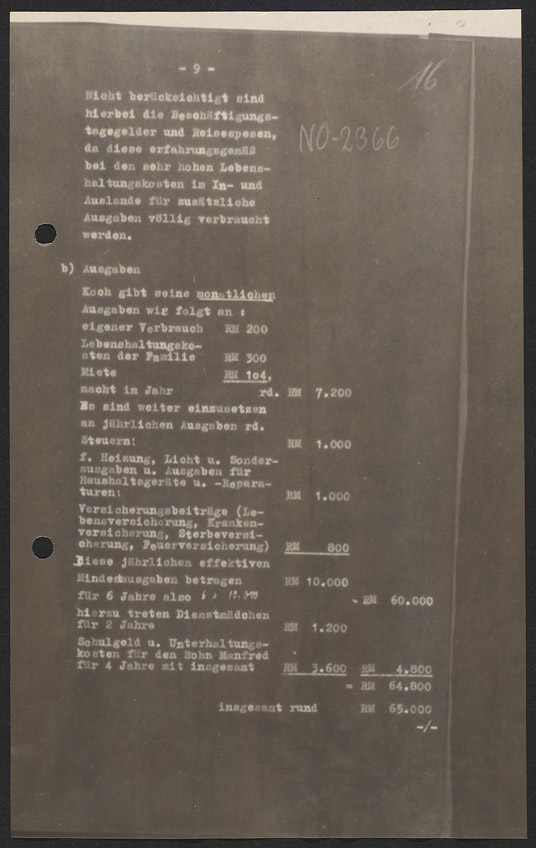 - 9 -
16
NO-2366
Nicht berücksichtigt sind
hierbei die Beschäftigungs-
tagegelder und Reisespesen,
da diese erfahrungsgemäß
bei den sehr hohen Lebens-
haltungskosten im In- und
Auslande für zusätzliche
Ausgaben völlig verbraucht
werden.
b) Ausgaben
Koch gibt seine monatlichen
Ausgaben wie folgt an :
eigener Verbrauch RM 200
Lebenshaltungsko-
sten der Familie RM 300
Miete RM 104,
macht im Jahr rd. RM 7.200
Es sind weiter einzusetzen
an jährlichen Ausgaben rd.
Steuern: RM 1.000
f. Heizung, Licht u. Sonder-
ausgaben u. Ausgaben für
Haushaltsgeräte u. -Repara-
turen: RM 1.000
Versicherungsbeiträge (Le-
bensversicherung, Kranken-
versicherung, Sterbeversi-
cherung, Feuerversicherung) RM 800
Diese jährlichen effektiven
Mindestausgaben betragen RM 10.000
für 6 Jahre also 6 x 10.000 = RM 60.000
hierzu treten Dienstmädchen
für 2 Jahre RM 1.200
Schulgeld u. Unterhaltungs-
kosten für den Sohn Manfred
für 4 Jahre mit insgesamt RM 3.600 RM 4.800
= RM 64.800
insgesamt rund RM 65.000
-/-